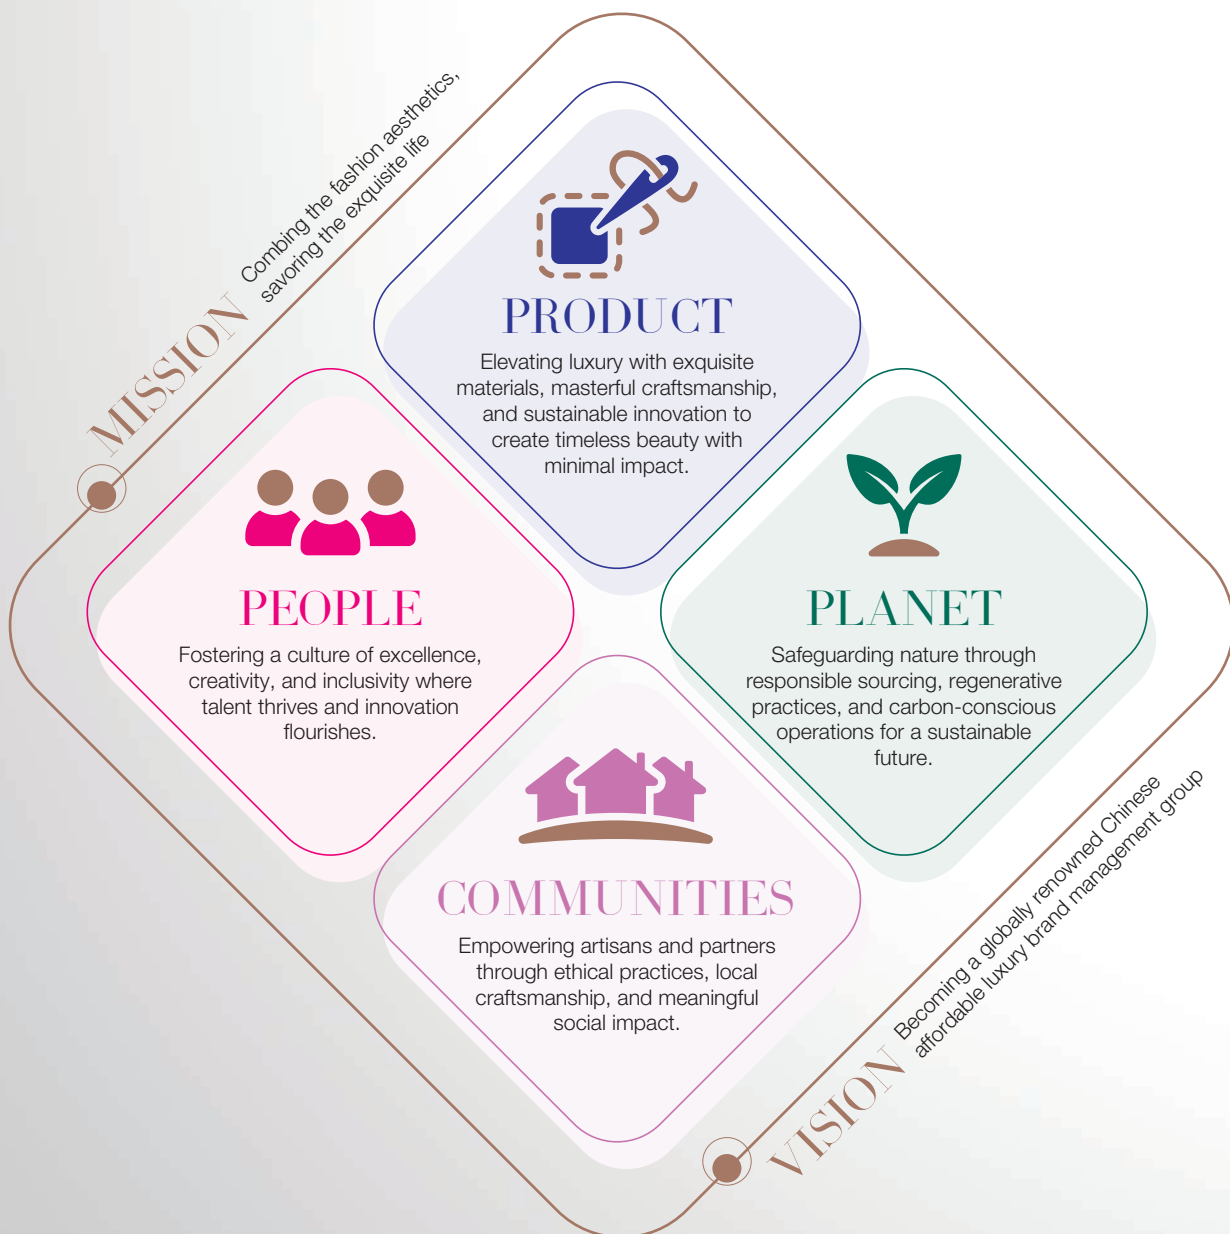 MISSION
Combing the fashion aesthetics,
savoring the exquisite life
PRODUCT
Elevating luxury with exquisite
materials, masterful craftsmanship,
and sustainable innovation to
create timeless beauty with
minimal impact.
PEOPLE
Fostering a culture of excellence,
creativity, and inclusivity where
talent thrives and innovation
flourishes.
PLANET
Safeguarding nature through
responsible sourcing, regenerative
practices, and carbon-conscious
operations for a sustainable
future.
COMMUNITIES
Empowering artisans and partners
through ethical practices, local
craftsmanship, and meaningful
social impact.
VISION
Becoming a globally renowned Chinese
affordable luxury brand management group